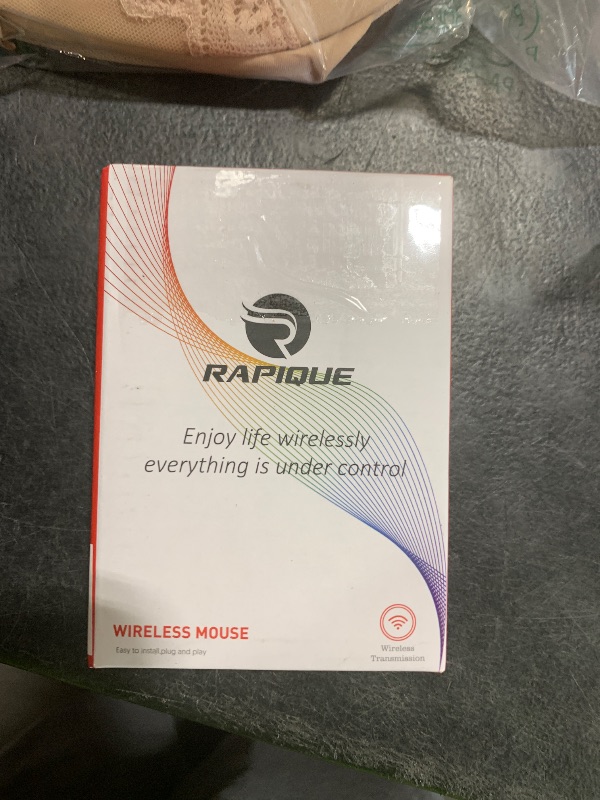 RAPIQUE
Enjoy life wirelessly
everything is under control
WIRELESS MOUSE
Easy to install,plug and play
Wireless
Transmission